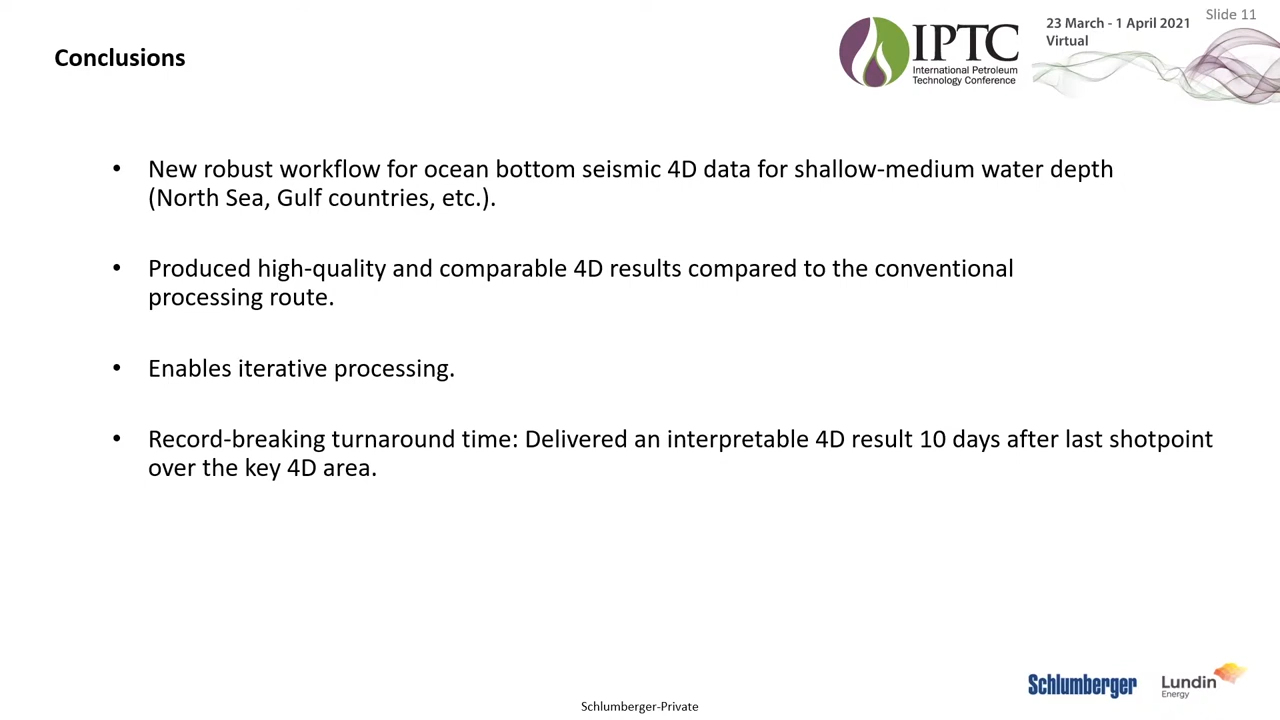 Slide 11
Conclusions
IPTC
International Petroleum
Technology Conference
23 March - 1 April 2021
Virtual
• New robust workflow for ocean bottom seismic 4D data for shallow-medium water depth
(North Sea, Gulf countries, etc.).
• Produced high-quality and comparable 4D results compared to the conventional
processing route.
• Enables iterative processing.
• Record-breaking turnaround time: Delivered an interpretable 4D result 10 days after last shotpoint
over the key 4D area.
Schlumberger
Lundin
Energy
Schlumberger-Private